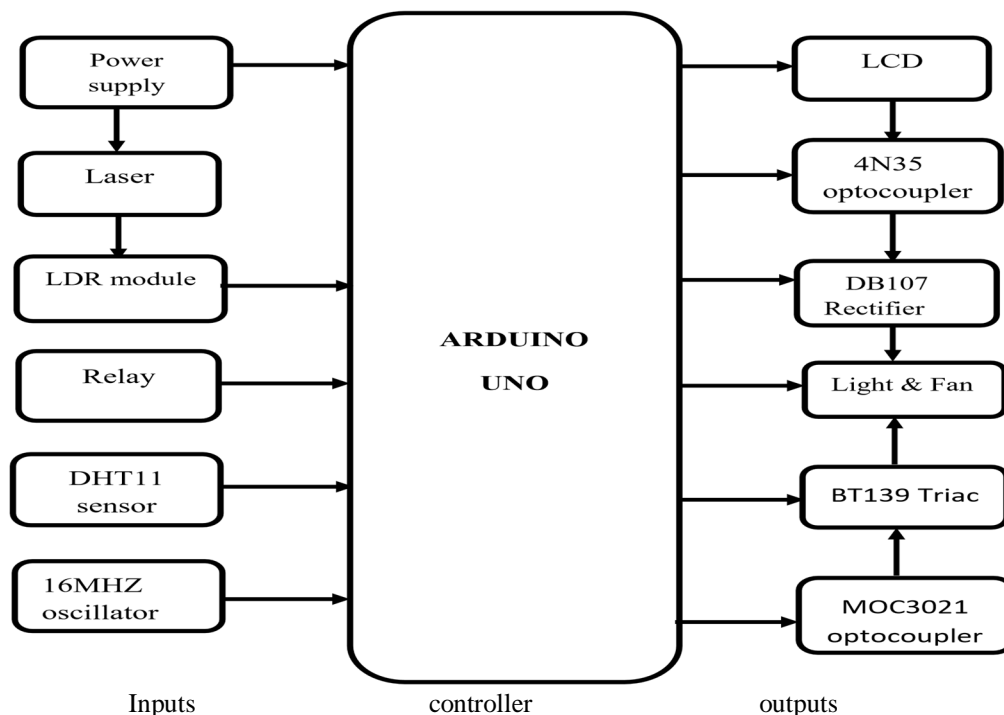 Power
supply
Laser
LDR module
Relay
DHT11
sensor
16MHZ
oscillator
ARDUINO
UNO
LCD
4N35
optocoupler
DB107
Rectifier
Light & Fan
BT139 Triac
MOC3021
optocoupler
Inputs
controller
outputs